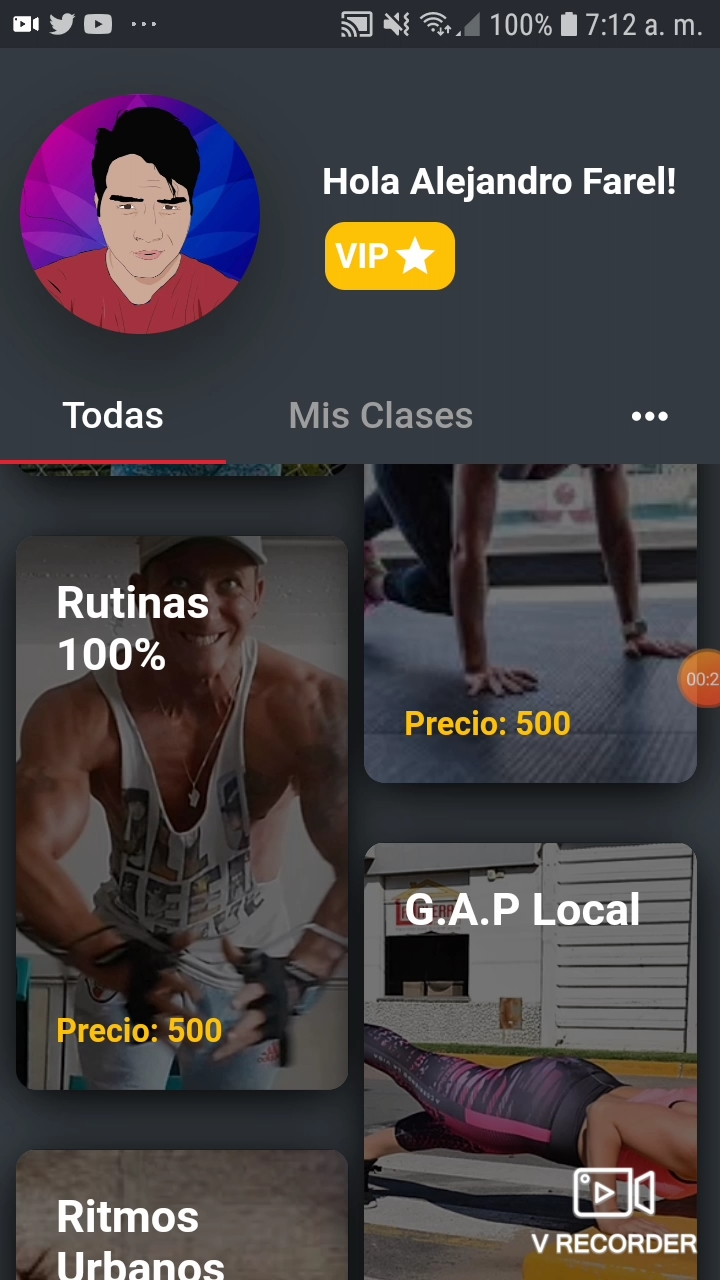 100% 7:12 a. m.
Hola Alejandro Farel!
VIP
Todas
Mis Clases
Rutinas
100%
Precio: 500
00:2
Precio: 500
G.A.P Local
Ritmos
Urbanos
V RECORDER